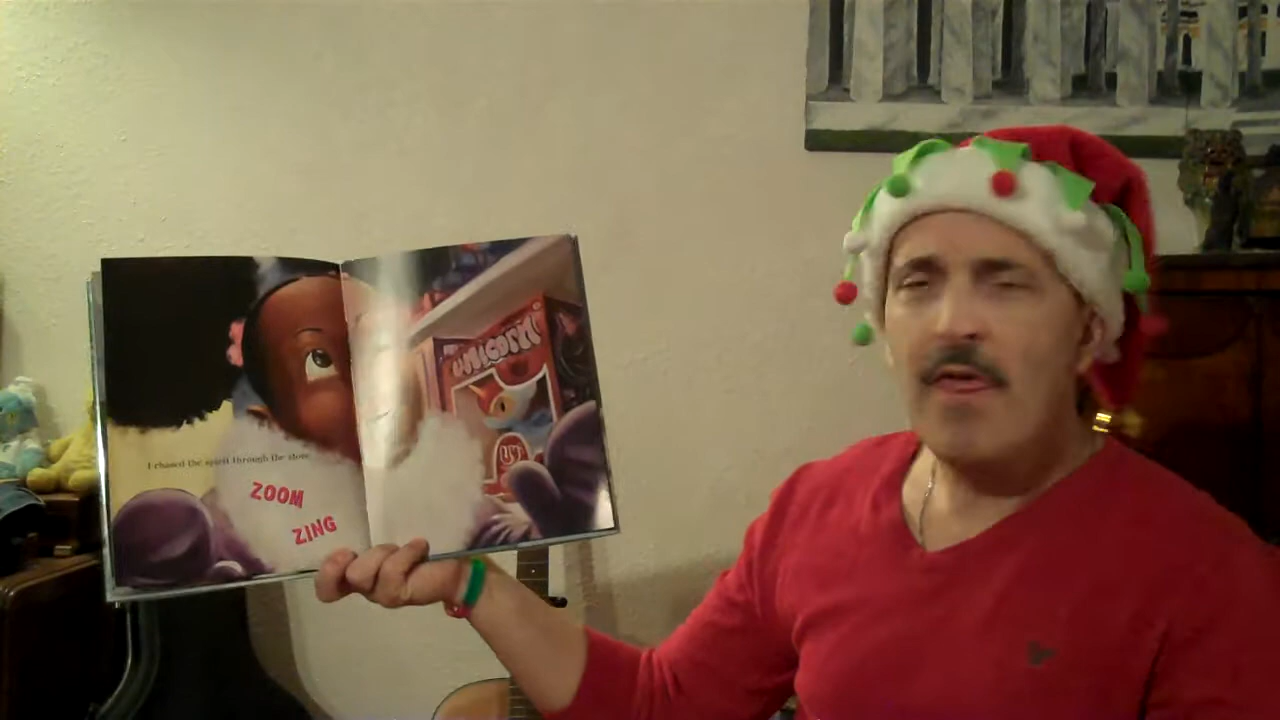 I chased the spirit through the store.
ZOOM
ZING
UNICORN